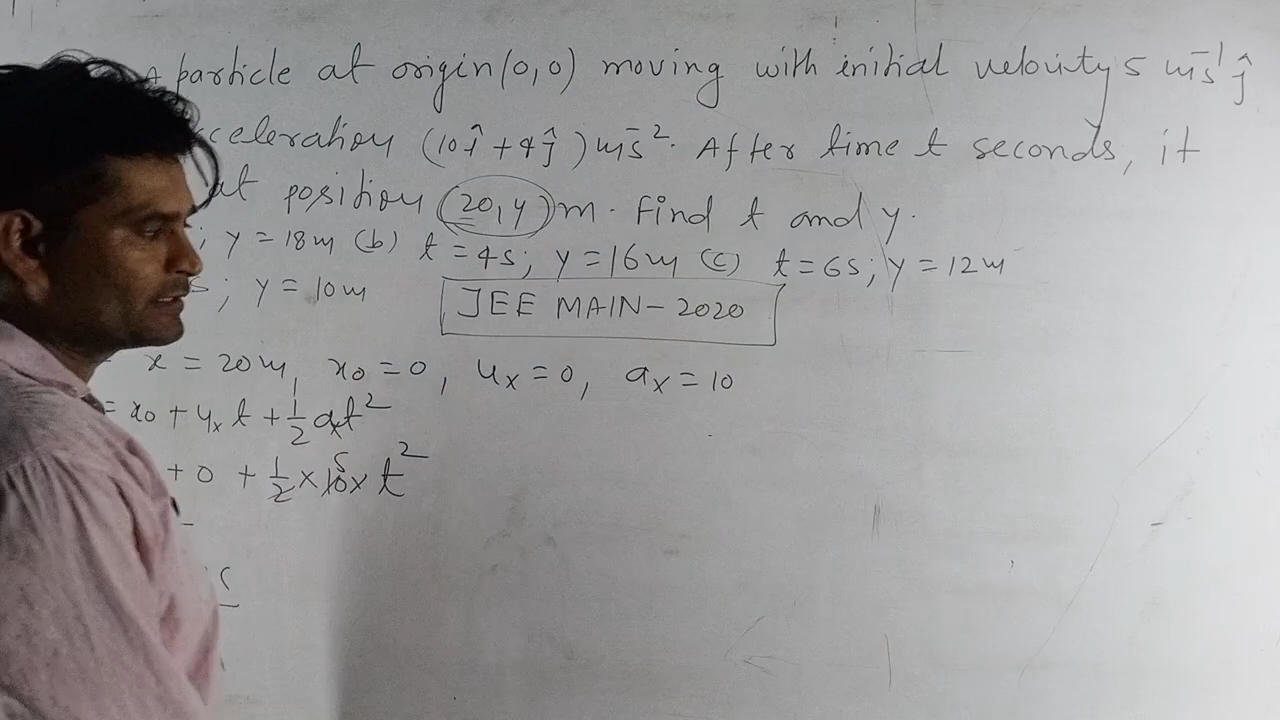 A particle at origin (0,0) moving with initial velocity 5 ms⁻¹ ĵ
celeration (10î + 4ĵ) ms⁻². After time t seconds, it
at position (20, y) m. Find t and y.
; y = 18m (b) t = 4s; y = 16m (c) t = 6s; y = 12m
s; y = 10m
JEE MAIN - 2020
x = 20m, x₀ = 0, uₓ = 0, aₓ = 10
= x₀ + uₓt + 1/2 aₓt²
+ 0 + 1/2 × 10 5 × t²